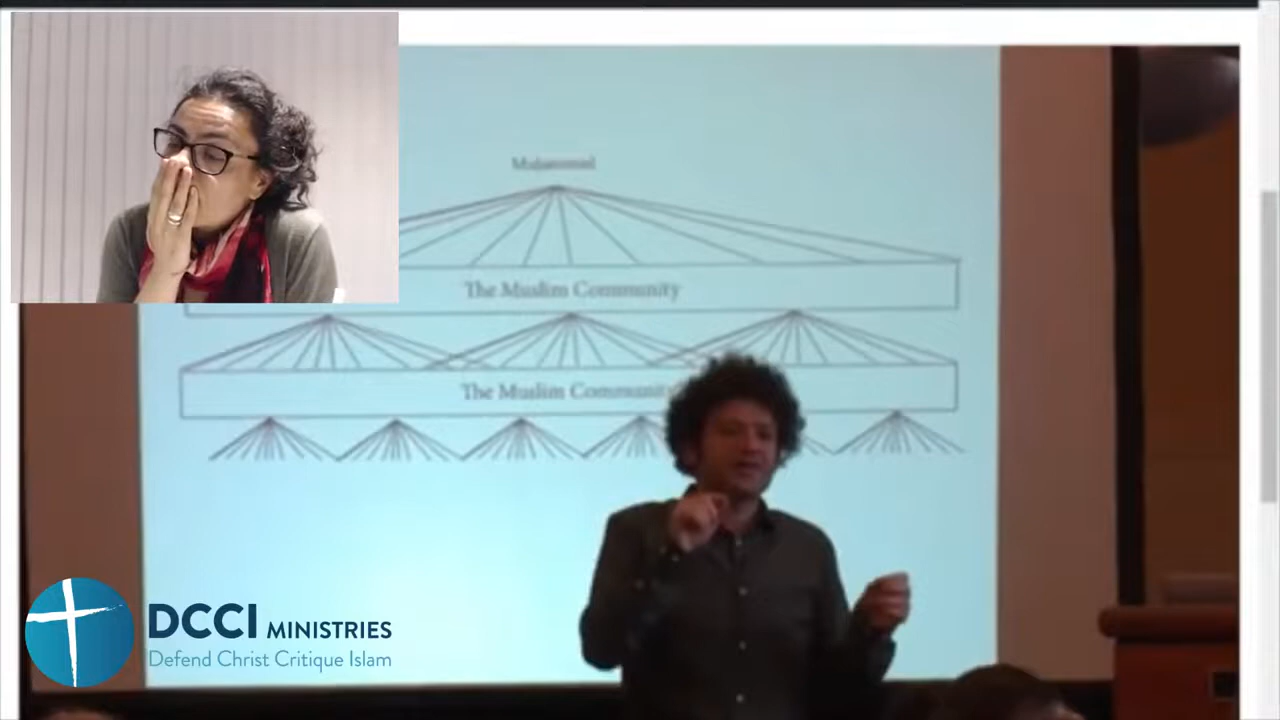 Muhammad
The Muslim Community
The Muslim Community
DCCI MINISTRIES
Defend Christ Critique Islam